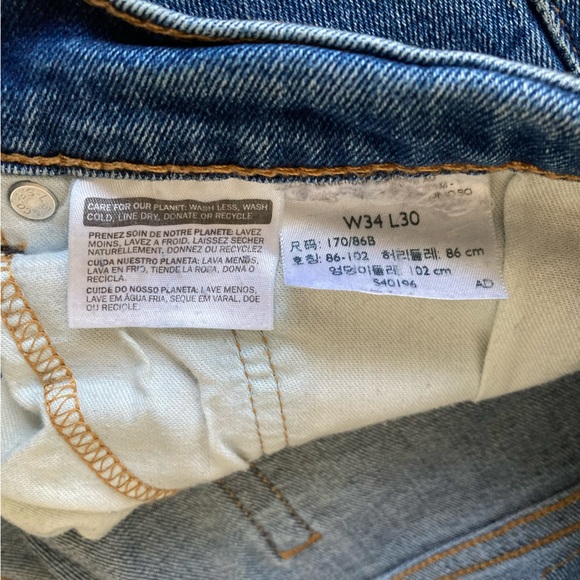 CARE FOR OUR PLANET: WASH LESS, WASH
COLD, LINE DRY, DONATE OR RECYCLE
PRENEZ SOIN DE NOTRE PLANETE: LAVEZ
MOINS, LAVEZ A FROID, LAISSEZ SECHER
NATURELLEMENT, DONNEZ OU RECYCLEZ
CUIDA NUESTRO PLANETA: LAVA MENOS,
LAVA EN FRIO, TIENDE LA ROPA, DONA O
RECICLA.
CUIDE DO NOSSO PLANETA: LAVE MENOS,
LAVE EM ÁGUA FRIA, SEQUE EM VARAL, DOE
OU RECICLE.
W34 L30
尺码: 170/86B
호칭: 86-102 허리둘레: 86 cm
엉덩이둘레: 102 cm
S40196 AD